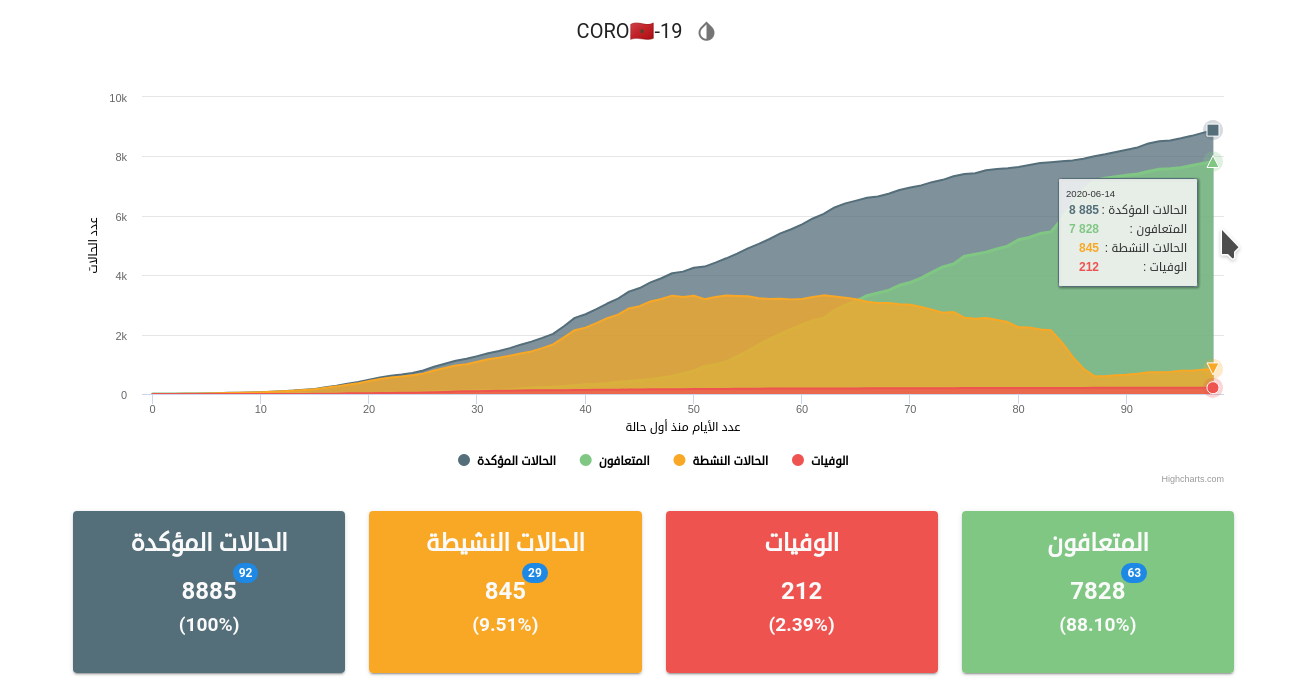 CORO🇲🇦-19
10k
8k
6k
4k
2k
0
عدد الحالات
0 10 20 30 40 50 60 70 80 90
عدد الأيام منذ أول حالة
2020-06-14
الحالات المؤكدة : 8 885
المتعافون : 7 828
الحالات النشطة : 845
الوفيات : 212
الحالات المؤكدة
المتعافون
الحالات النشطة
الوفيات
Highcharts.com
الحالات المؤكدة
92
8885
(100%)
الحالات النشيطة
29
845
(9.51%)
الوفيات
212
(2.39%)
المتعافون
63
7828
(88.10%)